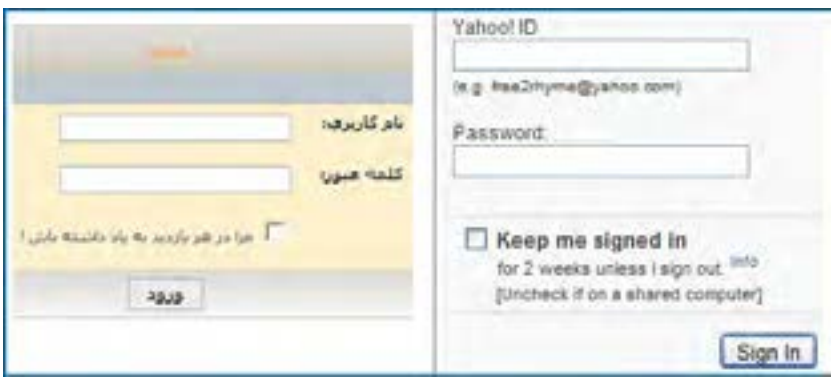 نام کاربری:
کلمه عبور:
مرا در هر بازدید به یاد داشته باش !
ورود
Yahoo! ID
(e.g. free2rhyme@yahoo.com)
Password:
Keep me signed in
for 2 weeks unless I sign out. Info
[Uncheck if on a shared computer]
Sign In